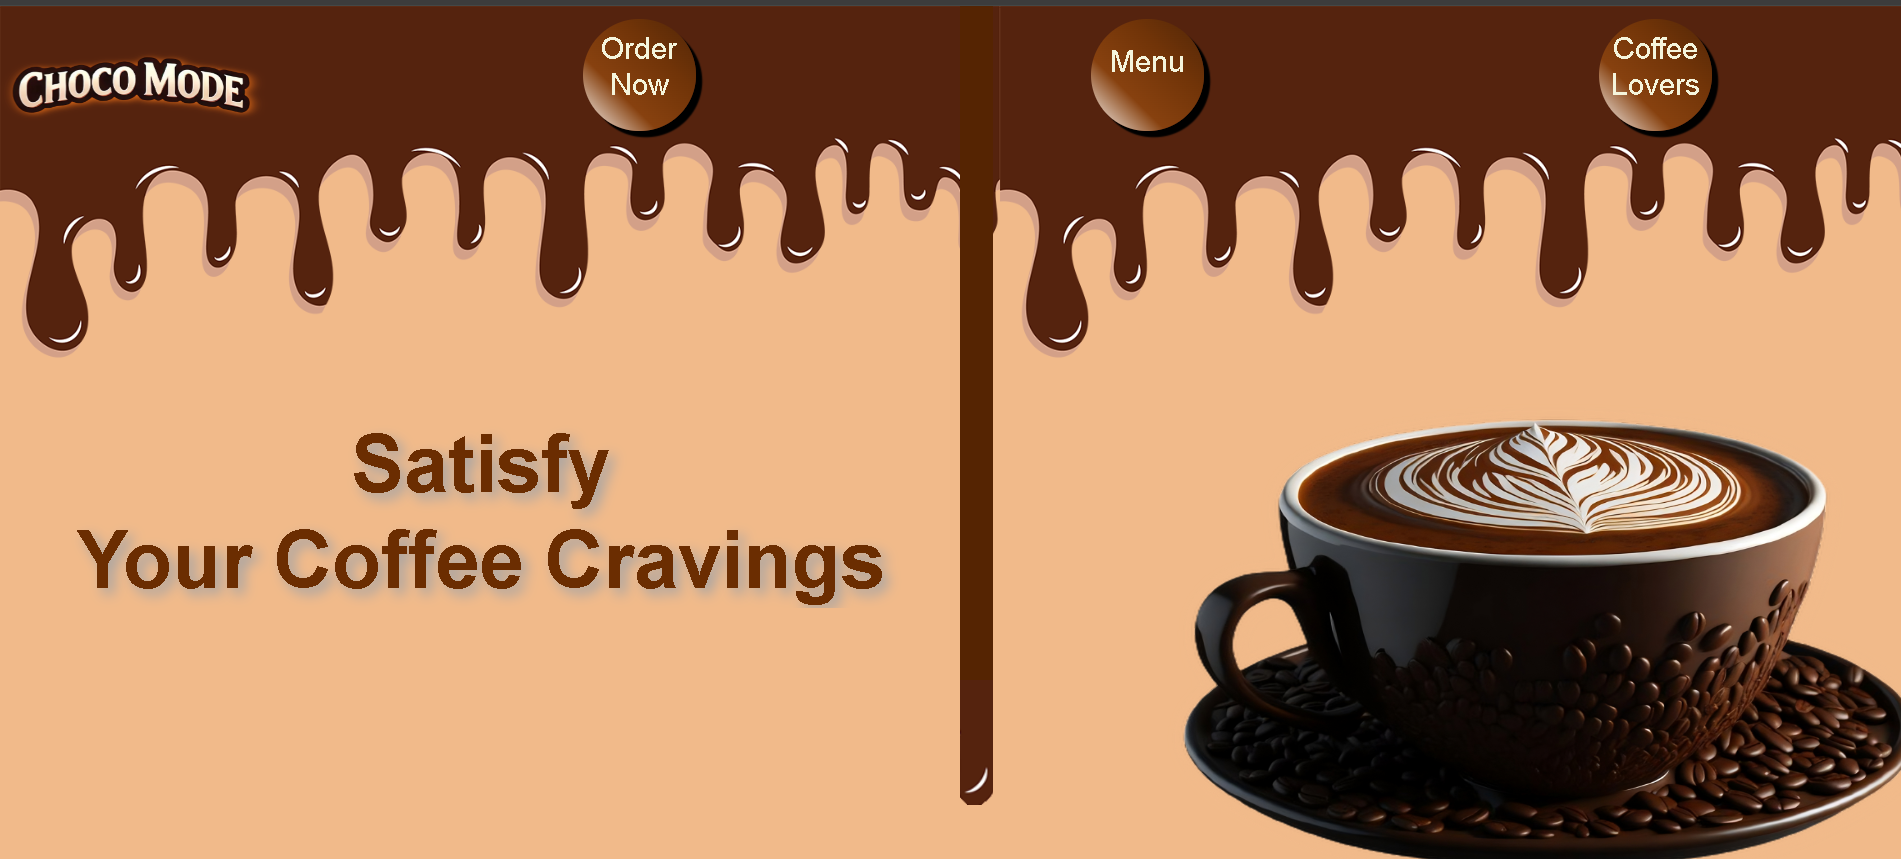 CHOCO MODE
Order
Now
Menu
Coffee
Lovers
Satisfy
Your Coffee Cravings